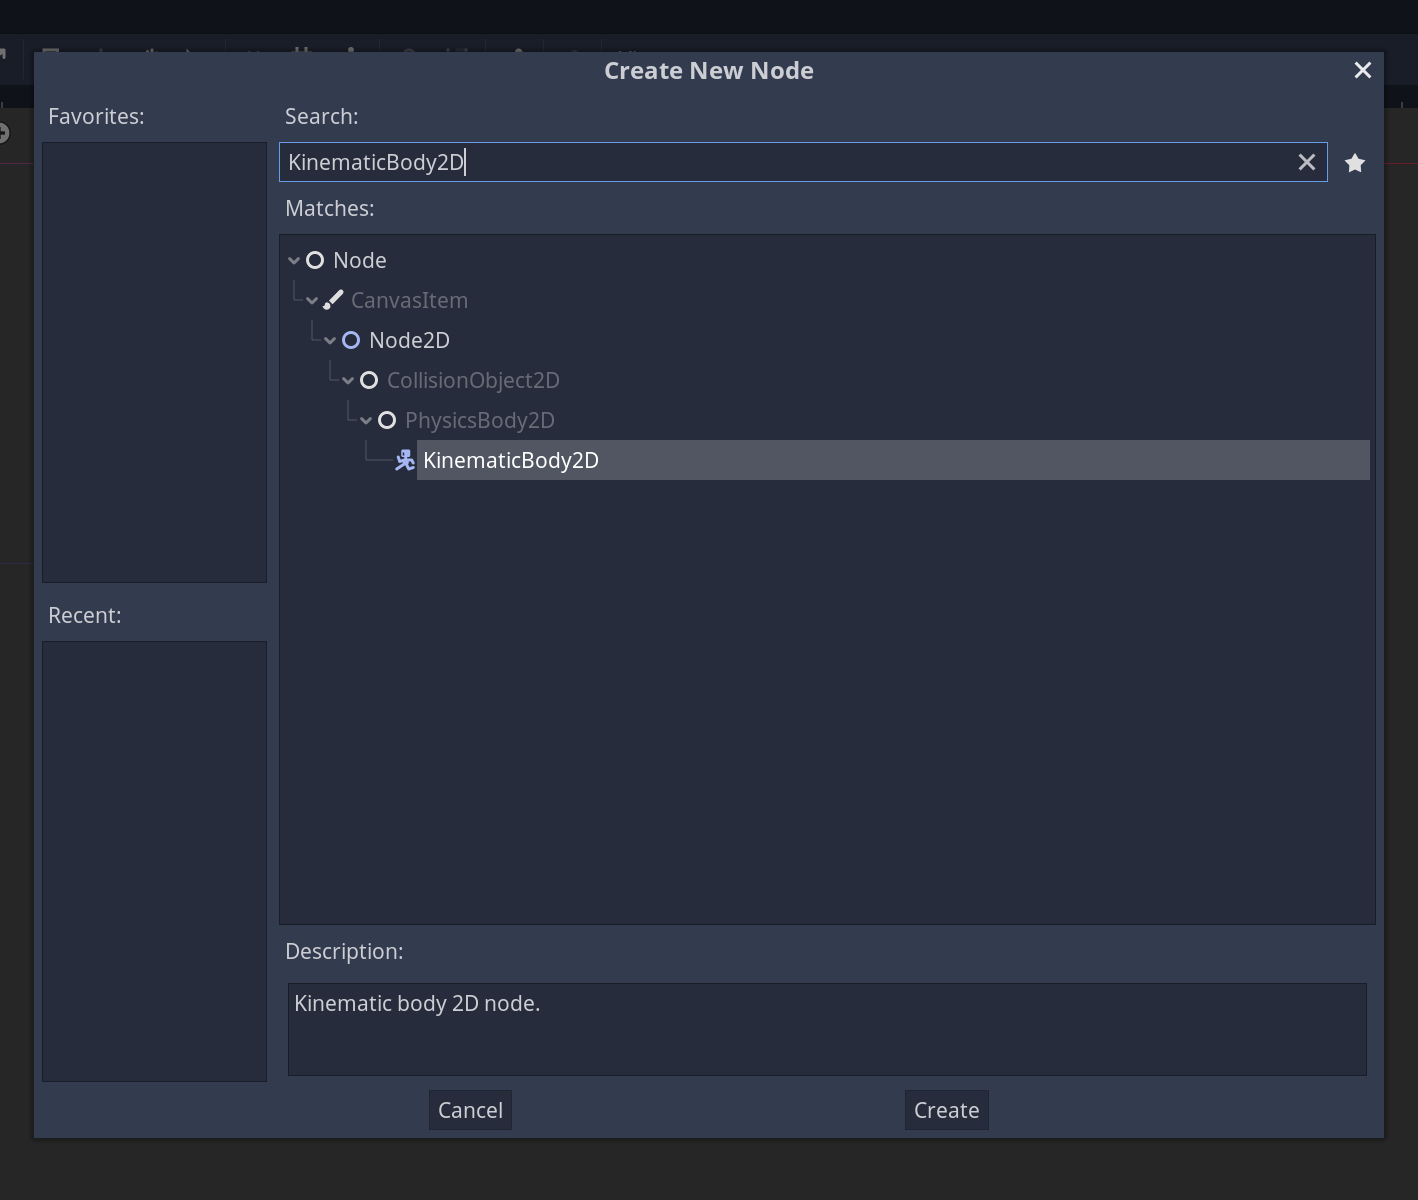 Create New Node
Favorites:
Search:
KinematicBody2D
Matches:
Node
CanvasItem
Node2D
CollisionObject2D
PhysicsBody2D
KinematicBody2D
Recent:
Description:
Kinematic body 2D node.
Cancel
Create